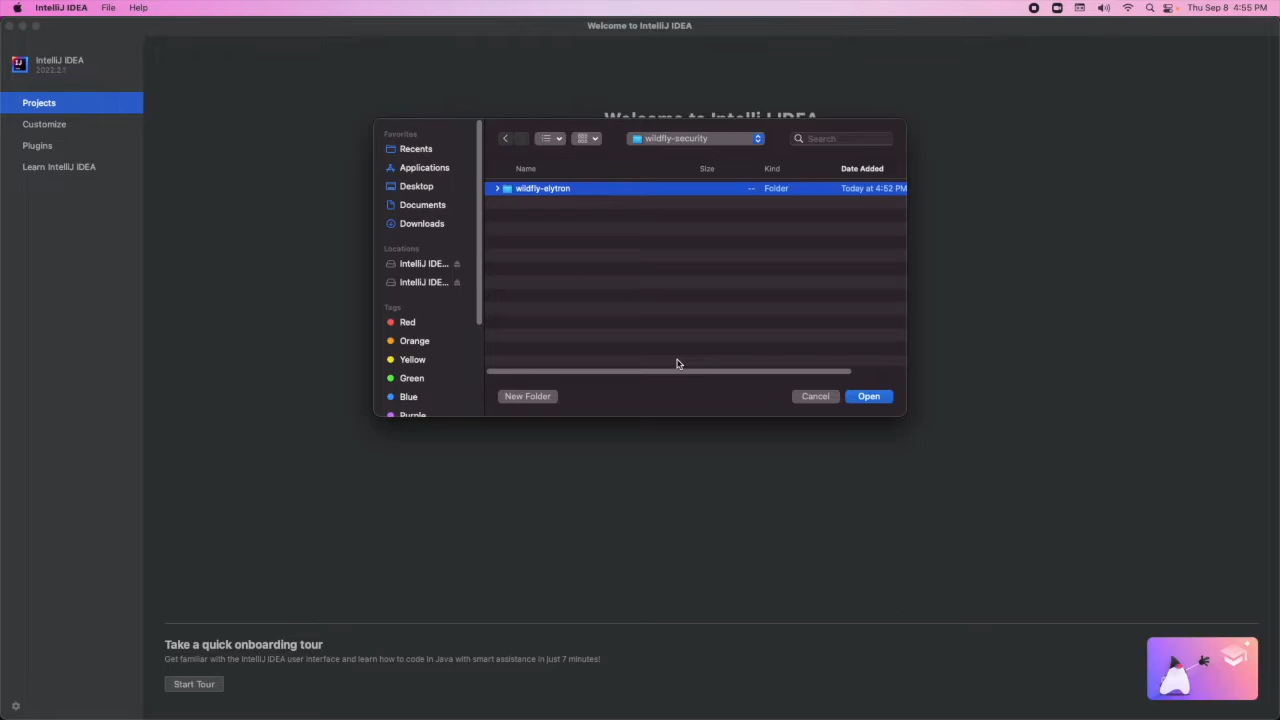 IntelliJ IDEA File Help Thu Sep 8 4:55 PM
Welcome to IntelliJ IDEA
IntelliJ IDEA
2022.2.1
Projects
Customize
Plugins
Learn IntelliJ IDEA
Welcome to IntelliJ IDEA
Favorites
Recents
Applications
Desktop
Documents
Downloads
Locations
IntelliJ IDE...
IntelliJ IDE...
Tags
Red
Orange
Yellow
Green
Blue
Purple
wildfly-security
Search
Name Size Kind Date Added
wildfly-elytron -- Folder Today at 4:52 PM
New Folder Cancel Open
Take a quick onboarding tour
Get familiar with the IntelliJ IDEA user interface and learn how to code in Java with smart assistance in just 7 minutes!
Start Tour